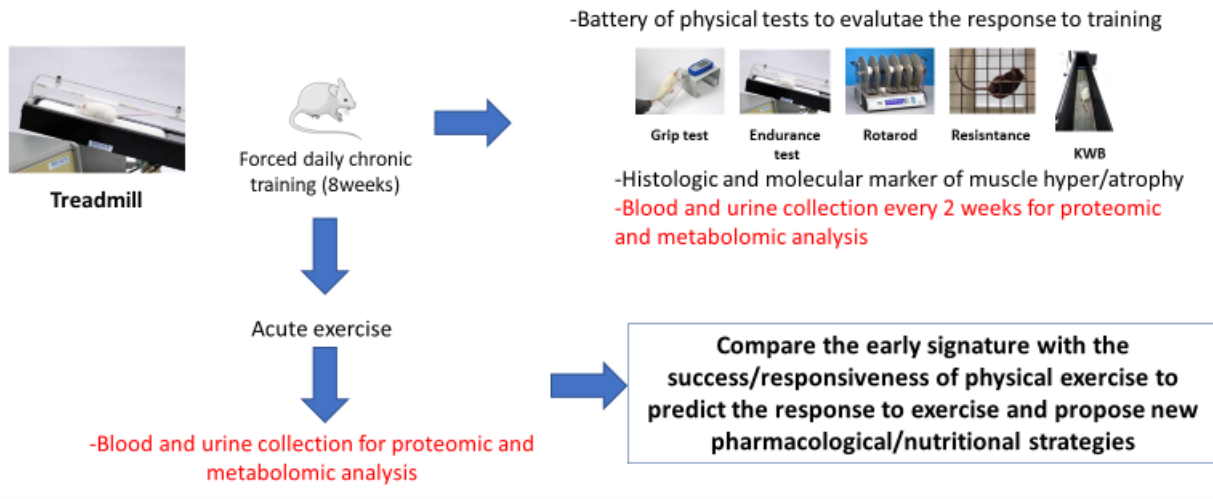 -Battery of physical tests to evalutae the response to training
Grip test
Endurance
test
Rotarod
Resisntance
KWB
Treadmill
Forced daily chronic
training (8weeks)
-Histologic and molecular marker of muscle hyper/atrophy
-Blood and urine collection every 2 weeks for proteomic
and metabolomic analysis
Acute exercise
-Blood and urine collection for proteomic and
metabolomic analysis
Compare the early signature with the
success/responsiveness of physical exercise to
predict the response to exercise and propose new
pharmacological/nutritional strategies